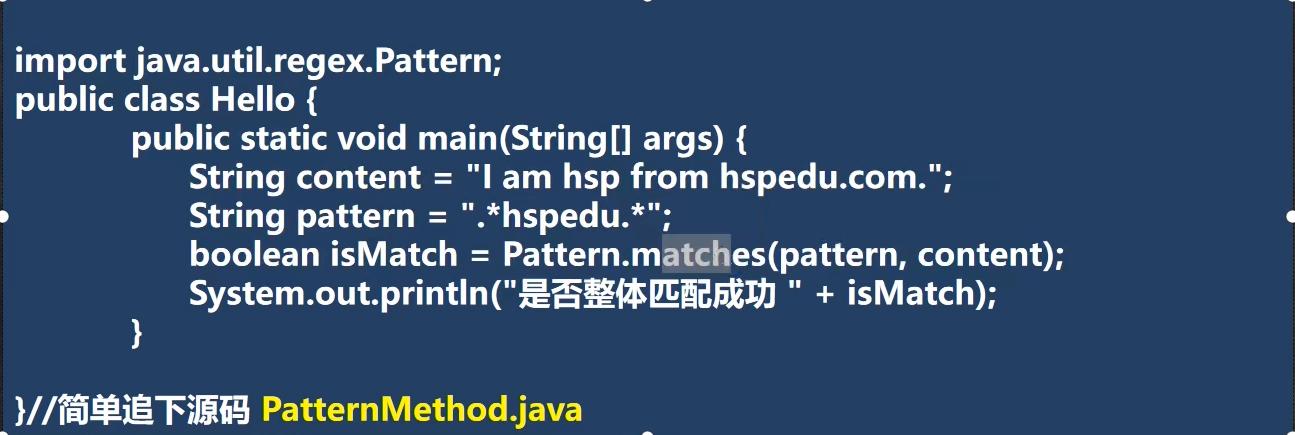 import java.util.regex.Pattern;
public class Hello {
public static void main(String[] args) {
String content = "I am hsp from hspedu.com.";
String pattern = ".*hspedu.*";
boolean isMatch = Pattern.matches(pattern, content);
System.out.println("是否整体匹配成功 " + isMatch);
}
}//简单追下源码 PatternMethod.java